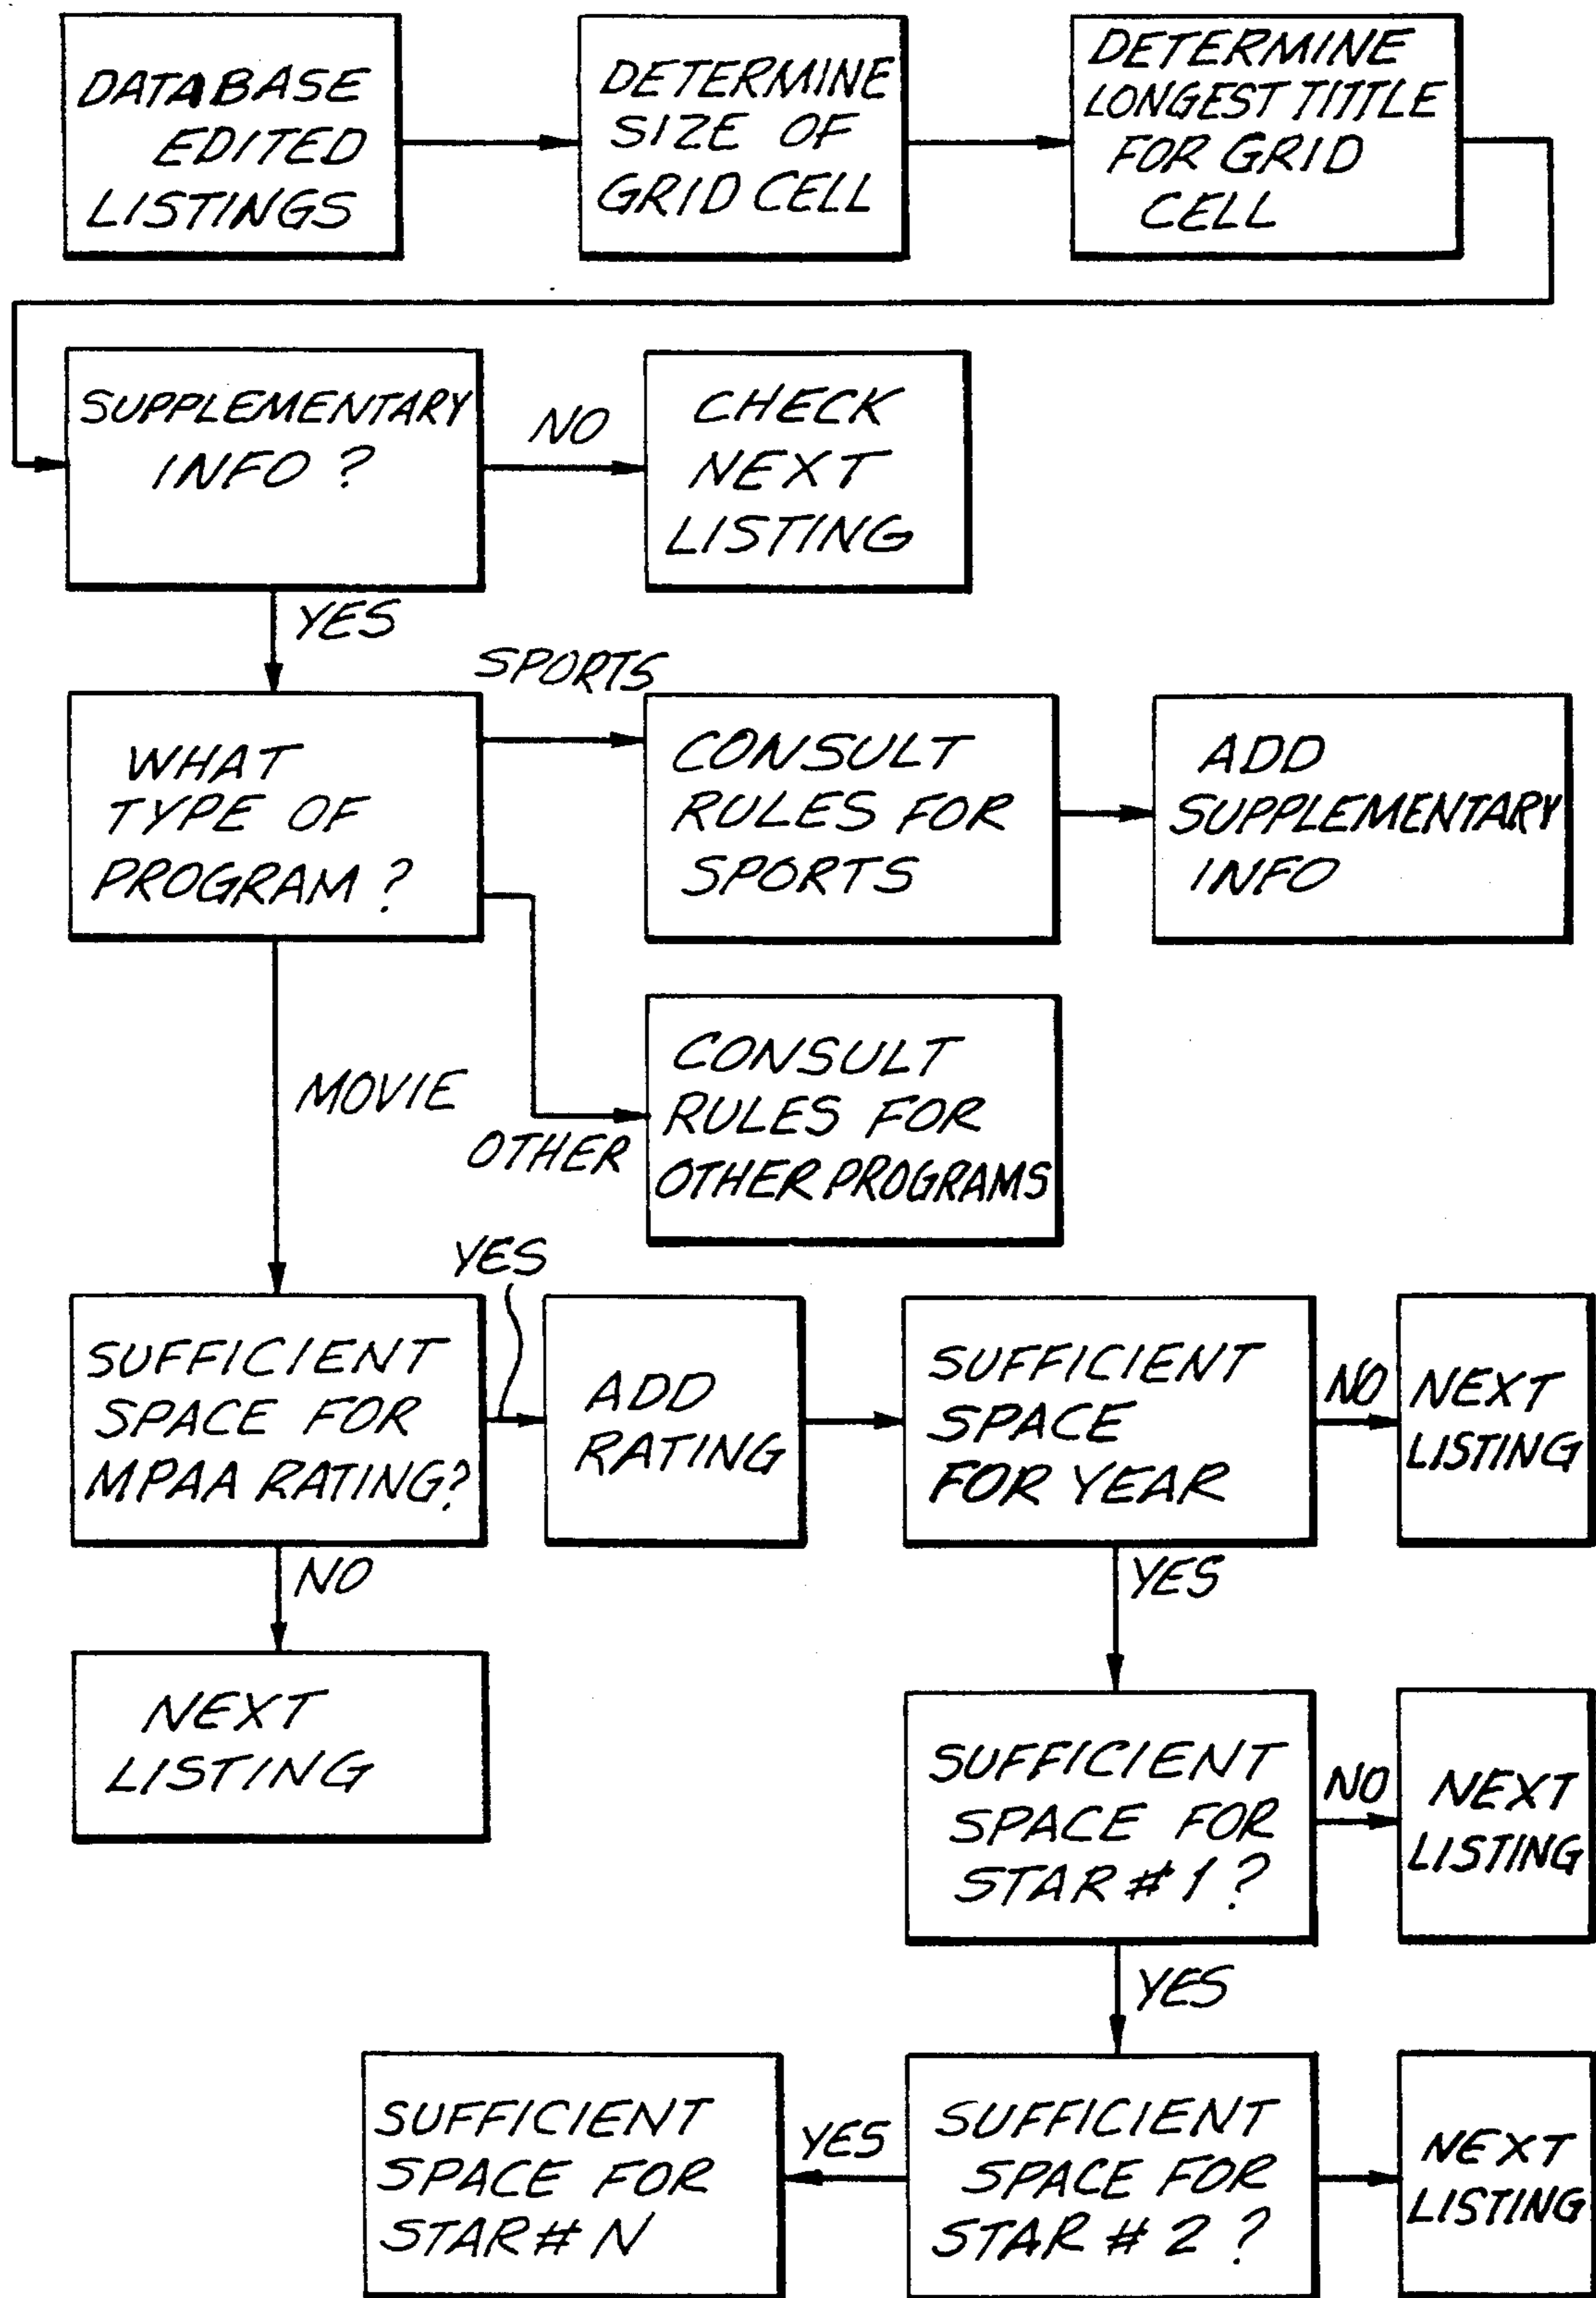 DATABASE
EDITED
LISTINGS
DETERMINE
SIZE OF
GRID CELL
DETERMINE
LONGEST TITTLE
FOR GRID
CELL
SUPPLEMENTARY
INFO ?
NO
CHECK
NEXT
LISTING
YES
SPORTS
WHAT
TYPE OF
PROGRAM ?
CONSULT
RULES FOR
SPORTS
ADD
SUPPLEMENTARY
INFO
MOVIE
OTHER
CONSULT
RULES FOR
OTHER PROGRAMS
YES
SUFFICIENT
SPACE FOR
MPAA RATING?
ADD
RATING
SUFFICIENT
SPACE
FOR YEAR
NO
NEXT
LISTING
NO
YES
NEXT
LISTING
SUFFICIENT
SPACE FOR
STAR # 1 ?
NO
NEXT
LISTING
YES
SUFFICIENT
SPACE FOR
STAR # N
YES
SUFFICIENT
SPACE FOR
STAR # 2 ?
NEXT
LISTING